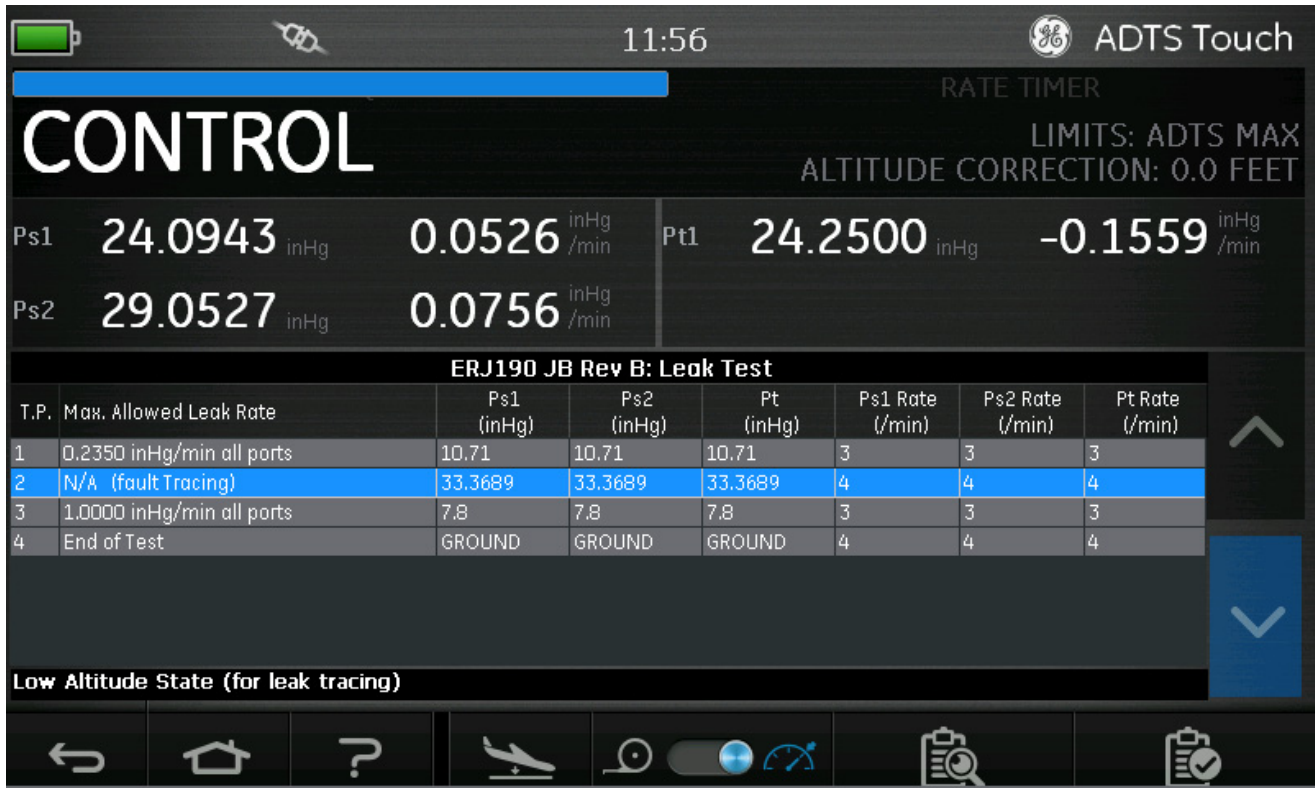 11:56
ADTS Touch
RATE TIMER
CONTROL
LIMITS: ADTS MAX
ALTITUDE CORRECTION: 0.0 FEET
Ps1 24.0943 inHg 0.0526 inHg/min Pt1 24.2500 inHg -0.1559 inHg/min
Ps2 29.0527 inHg 0.0756 inHg/min
ERJ190 JB Rev B: Leak Test
T.P. Max. Allowed Leak Rate Ps1 (inHg) Ps2 (inHg) Pt (inHg) Ps1 Rate (/min) Ps2 Rate (/min) Pt Rate (/min)
1 0.2350 inHg/min all ports 10.71 10.71 10.71 3 3 3
2 N/A (fault Tracing) 33.3689 33.3689 33.3689 4 4 4
3 1.0000 inHg/min all ports 7.8 7.8 7.8 3 3 3
4 End of Test GROUND GROUND GROUND 4 4 4
Low Altitude State (for leak tracing)
?